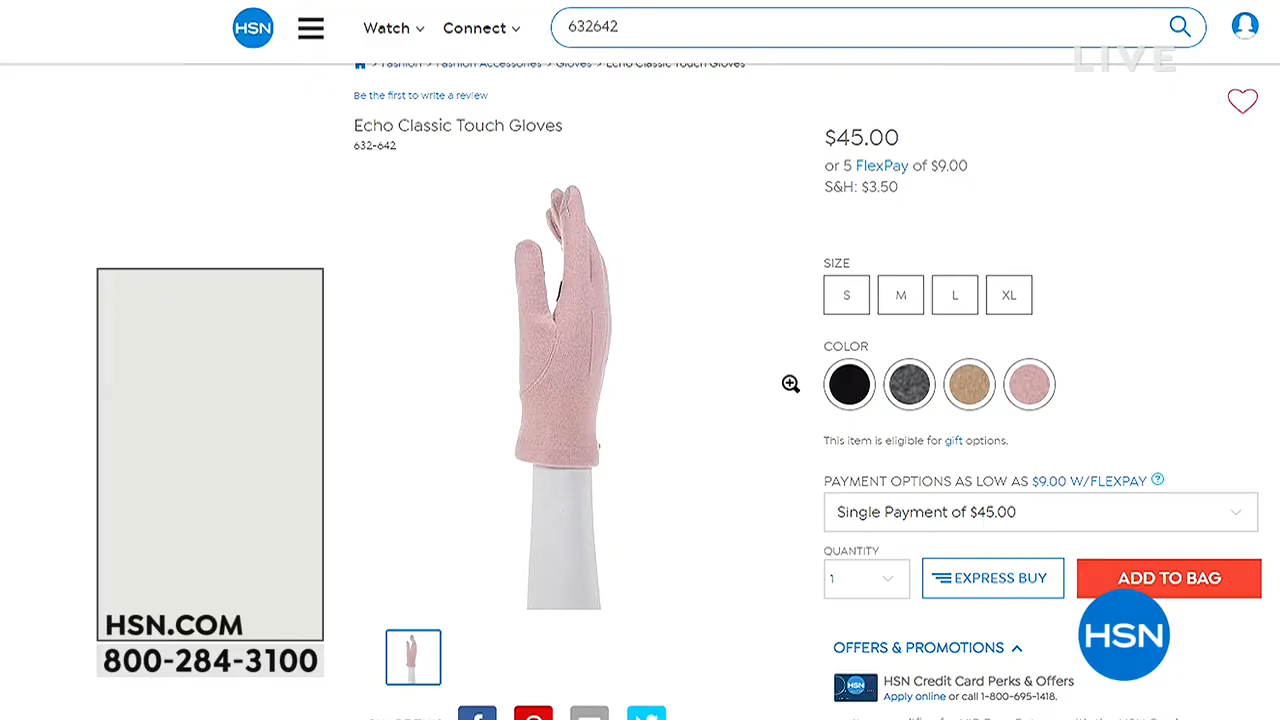 HSN
Watch
Connect
632642
LIVE
> Fashion > Fashion Accessories > Gloves > Echo Classic Touch Gloves
Be the first to write a review
Echo Classic Touch Gloves
632-642
$45.00
or 5 FlexPay of $9.00
S&H: $3.50
SIZE
S M L XL
COLOR
This item is eligible for gift options.
PAYMENT OPTIONS AS LOW AS $9.00 W/FLEXPAY ?
Single Payment of $45.00
QUANTITY
1
EXPRESS BUY
ADD TO BAG
HSN.COM
800-284-3100
HSN
OFFERS & PROMOTIONS
HSN
HSN Credit Card Perks & Offers
Apply online or call 1-800-695-1418.